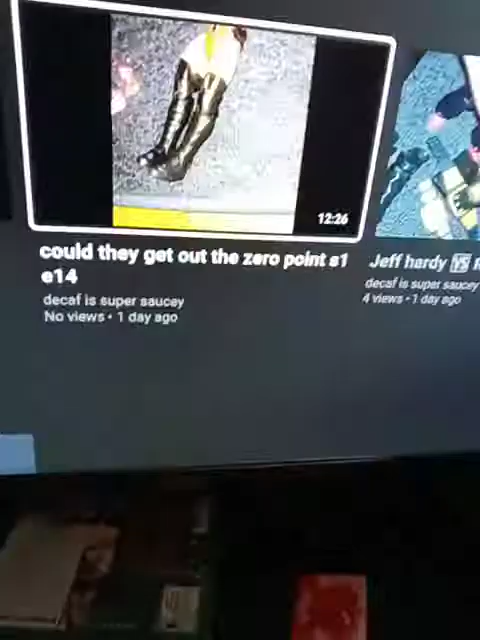 12:26
could they get out the zero point s1
e14
decaf is super saucey
No views • 1 day ago
Jeff hardy 🆚
decaf is super saucey
4 views • 1 day ago